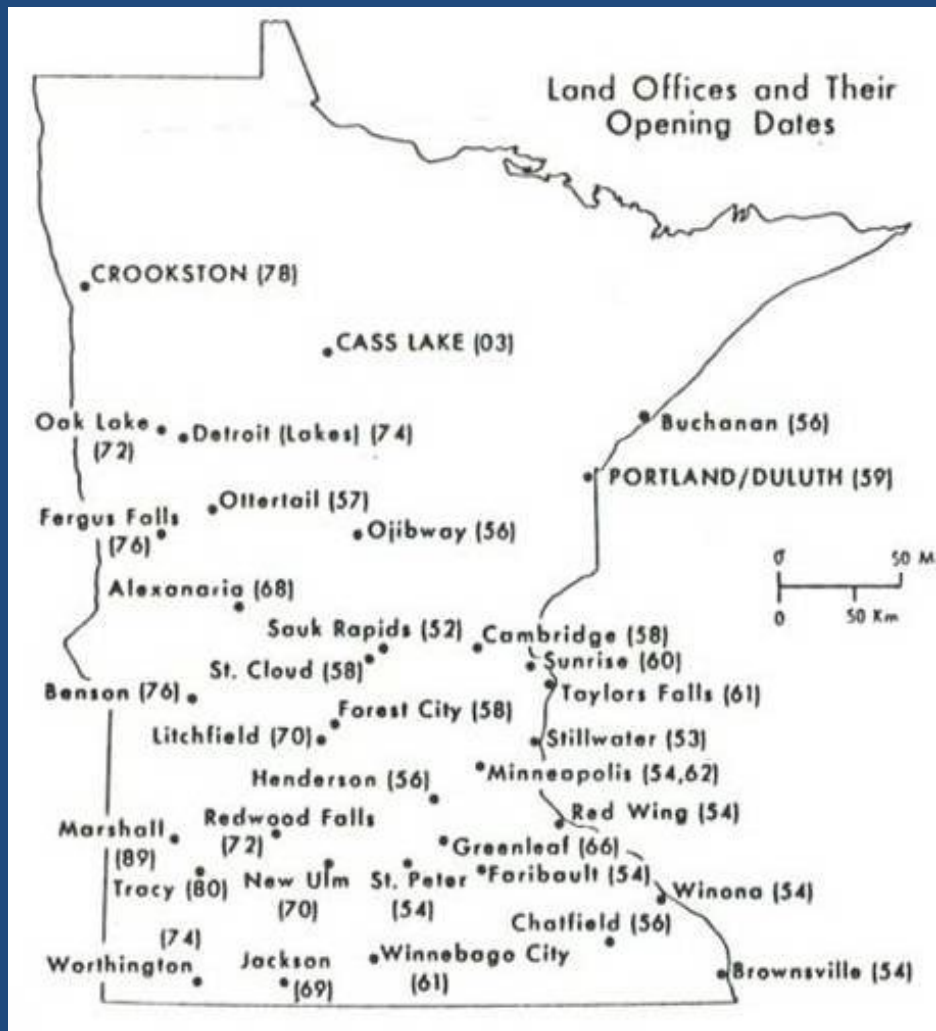 Land Offices and Their
Opening Dates
CROOKSTON (78)
CASS LAKE (03)
Oak Lake
(72)
Detroit (Lakes) (74)
Buchanan (56)
PORTLAND/DULUTH (59)
Ottertail (57)
Fergus Falls
(76)
Ojibway (56)
0 50 M
0 50 Km
Alexanaria (68)
Sauk Rapids (52)
Cambridge (58)
St. Cloud (58)
Sunrise (60)
Benson (76)
Taylors Falls (61)
Forest City (58)
Litchfield (70)
Stillwater (53)
Henderson (56)
Minneapolis (54,62)
Redwood Falls
(72)
Red Wing (54)
Marshall
(89)
Greenleaf (66)
Tracy (80)
New Ulm
(70)
St. Peter
(54)
Faribault (54)
Winona (54)
Chatfield (56)
(74)
Worthington
Jackson
(69)
Winnebago City
(61)
Brownsville (54)